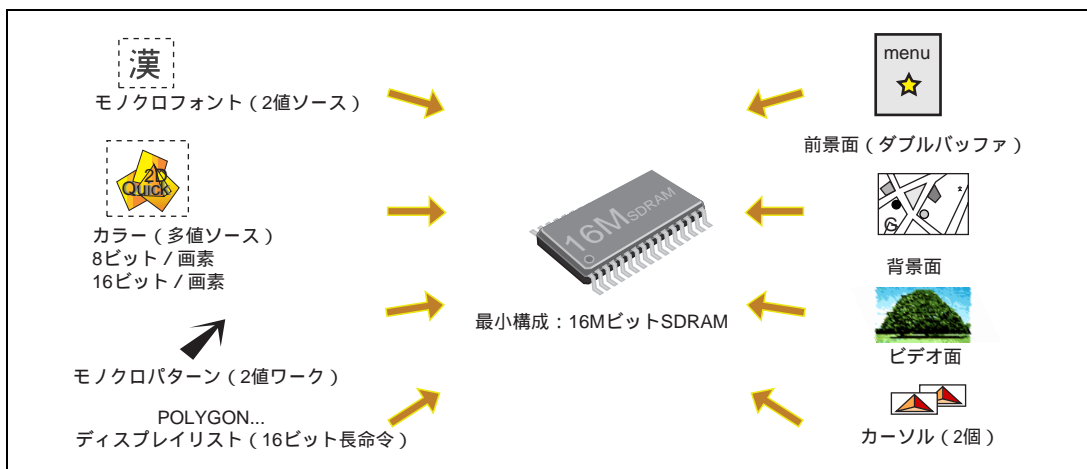 漢
モノクロフォント（2値ソース）
2D
Quick
カラー（多値ソース）
8ビット / 画素
16ビット / 画素
モノクロパターン（2値ワーク）
POLYGON...
ディスプレイリスト（16ビット長命令）
16M SDRAM
最小構成：16MビットSDRAM
menu
前景面（ダブルバッファ）
G
背景面
ビデオ面
カーソル（2個）